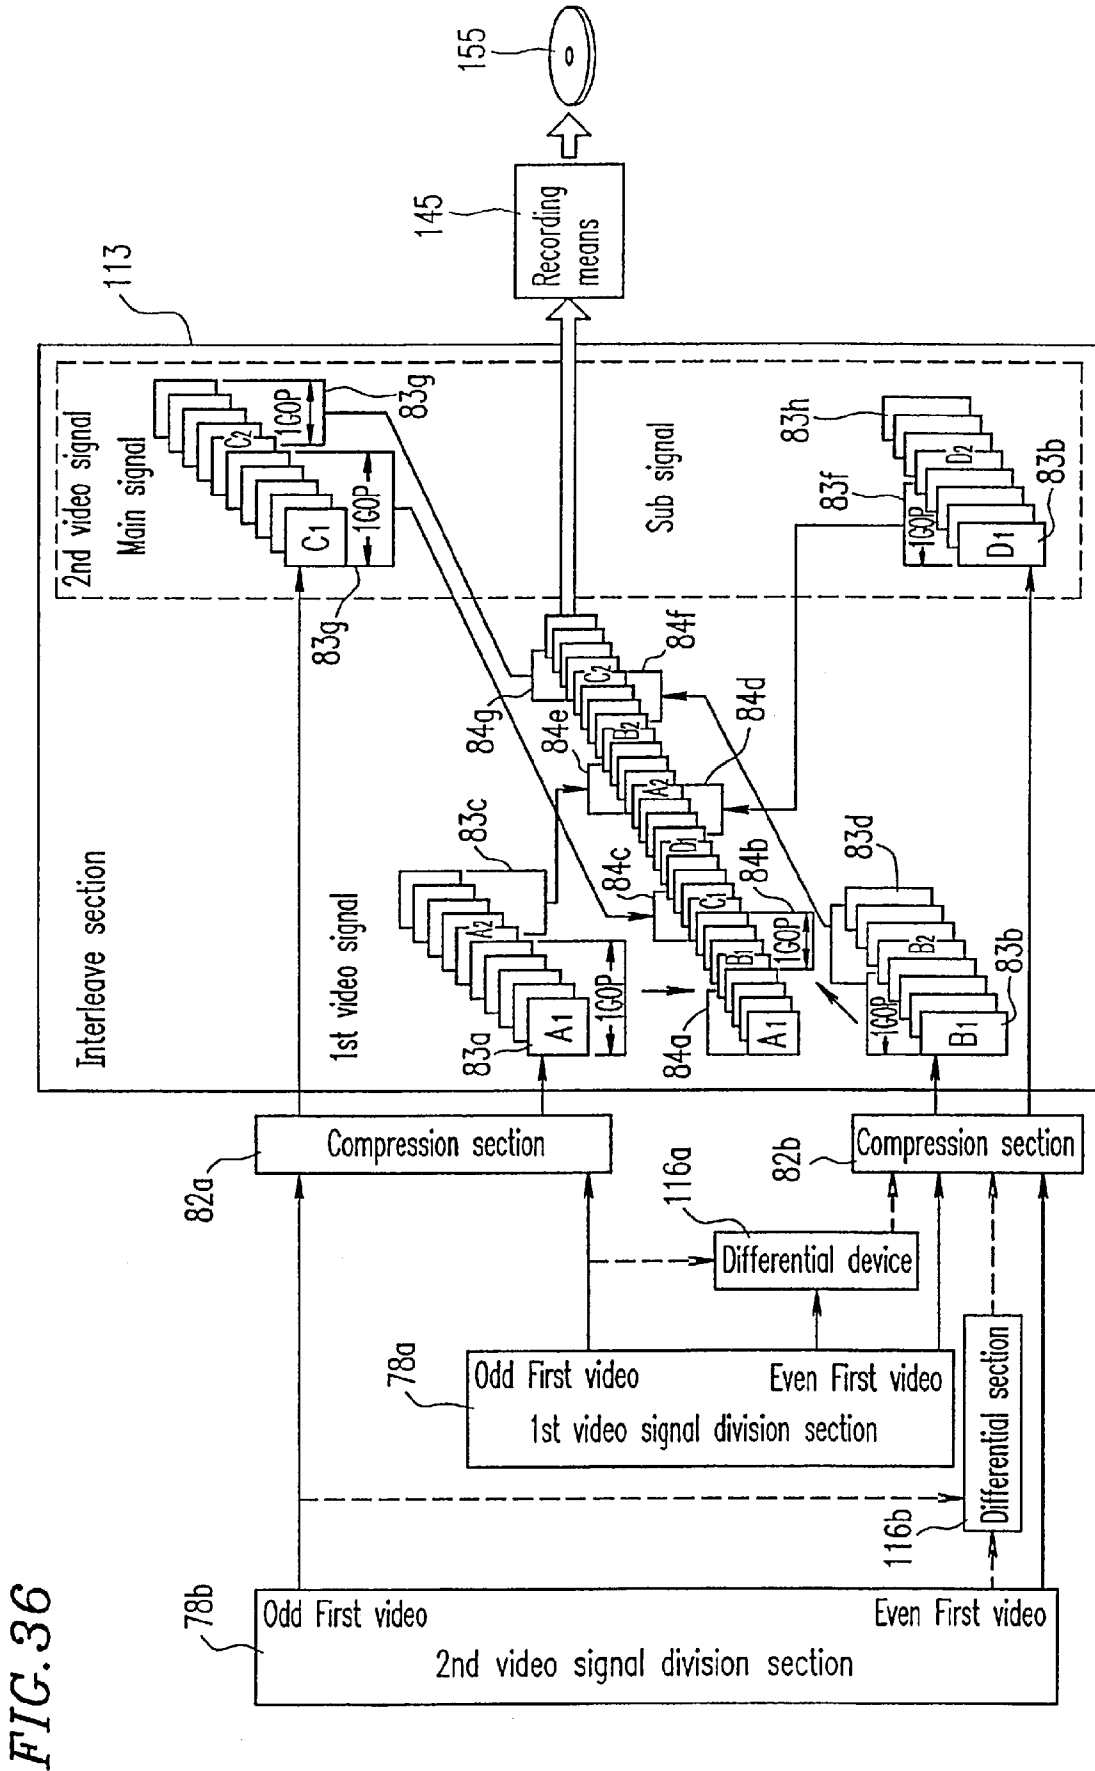 FIG. 36
78b
Odd First video
2nd video signal division section
Even First video
78a
Odd First video
1st video signal division section
Even First video
116b
Differential section
116a
Differential device
82a
Compression section
82b
Compression section
Interleave section
113
1st video signal
83a
A1
1GOP
A2
83c
2nd video signal
Main signal
83g
C1
1GOP
C2
1GOP
83g
84a
A1
B1
1GOP
84b
84c
C1
D1
84d
84e
A2
B2
84f
84g
C2
83b
B1
1GOP
B2
83d
Sub signal
83b
D1
1GOP
83f
D2
83h
145
Recording
means
155